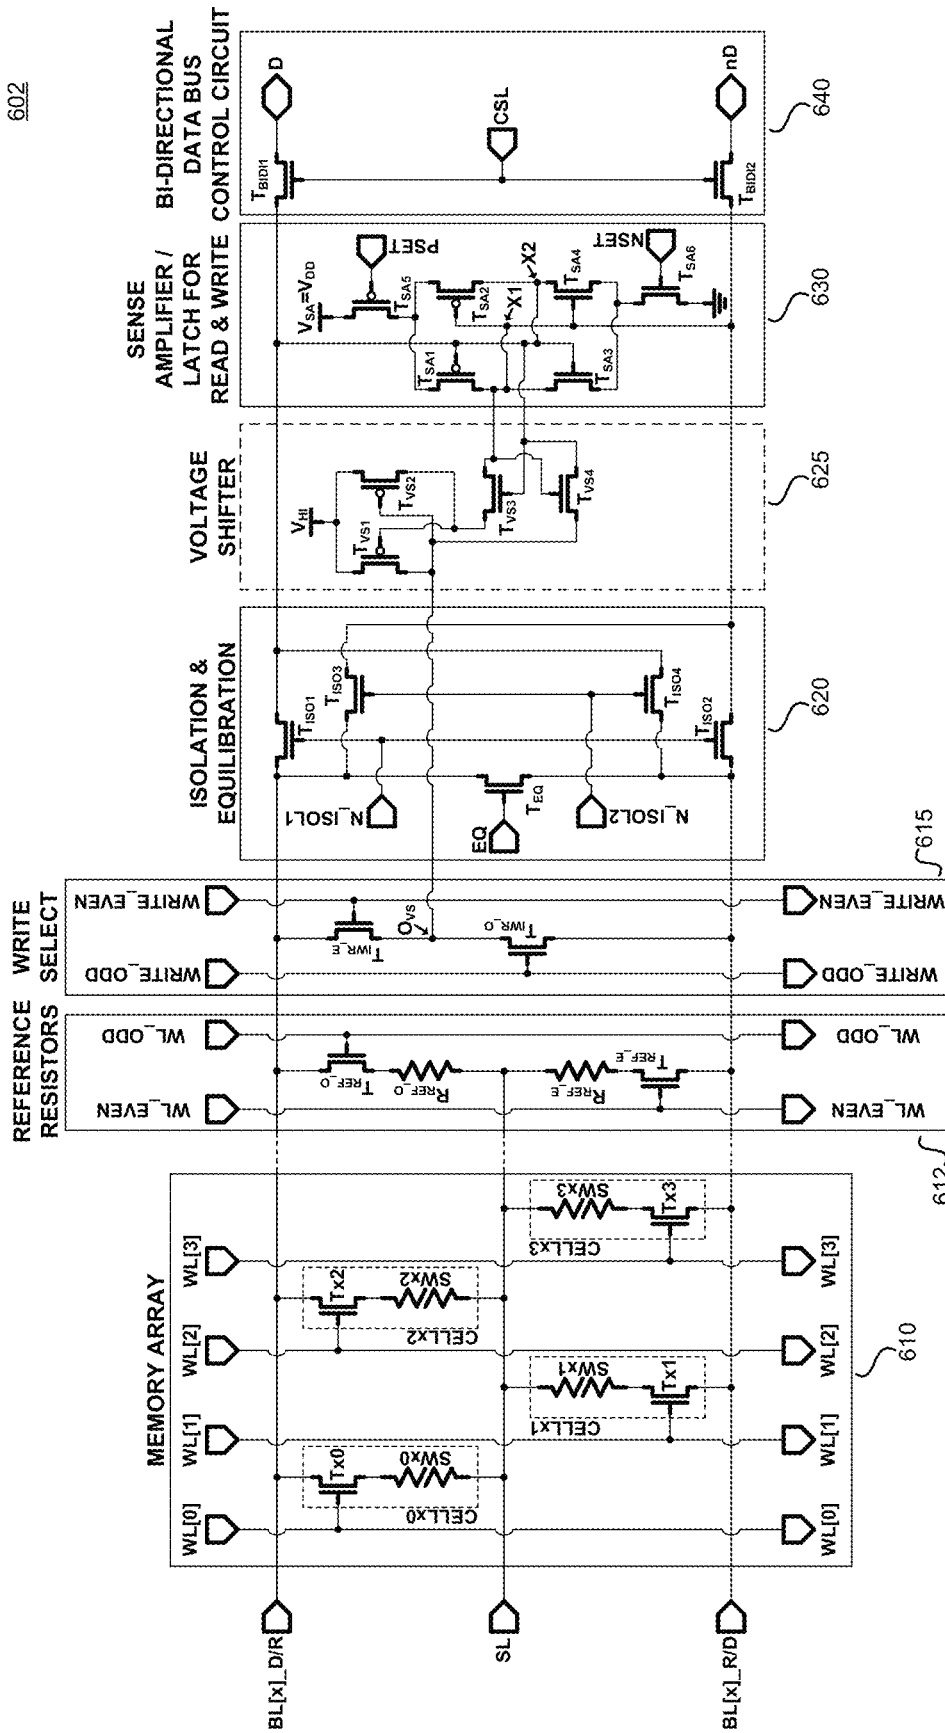 602
MEMORY ARRAY
REFERENCE
RESISTORS
WRITE
SELECT
ISOLATION &
EQUILIBRATION
VOLTAGE
SHIFTER
SENSE
AMPLIFIER /
LATCH FOR
READ & WRITE
BI-DIRECTIONAL
DATA BUS
CONTROL CIRCUIT
BL[x]_D/R
SL
BL[x]_R/D
WL[0]
WL[1]
WL[2]
WL[3]
Tx0
SWx0
CELLx0
Tx1
SWx1
CELLx1
Tx2
SWx2
CELLx2
Tx3
SWx3
CELLx3
WL[0]
WL[1]
WL[2]
WL[3]
610
WL_EVEN
WL_ODD
TREF_O
RREF_O
RREF_E
TREF_E
WL_EVEN
WL_ODD
612
WRITE_ODD
WRITE_EVEN
TIWR_E
OVS
TIWR_O
WRITE_ODD
WRITE_EVEN
615
TISO1
TISO3
N_ISOL1
EQ
TEQ
N_ISOL2
TISO4
TISO2
620
VHI
TVS1
TVS2
TVS3
TVS4
625
VSA=VDD
PSET
TSA5
TSA1
TSA2
X1
X2
TSA3
TSA4
NSET
TSA6
630
D
TBIDI1
CSL
TBIDI2
nD
640